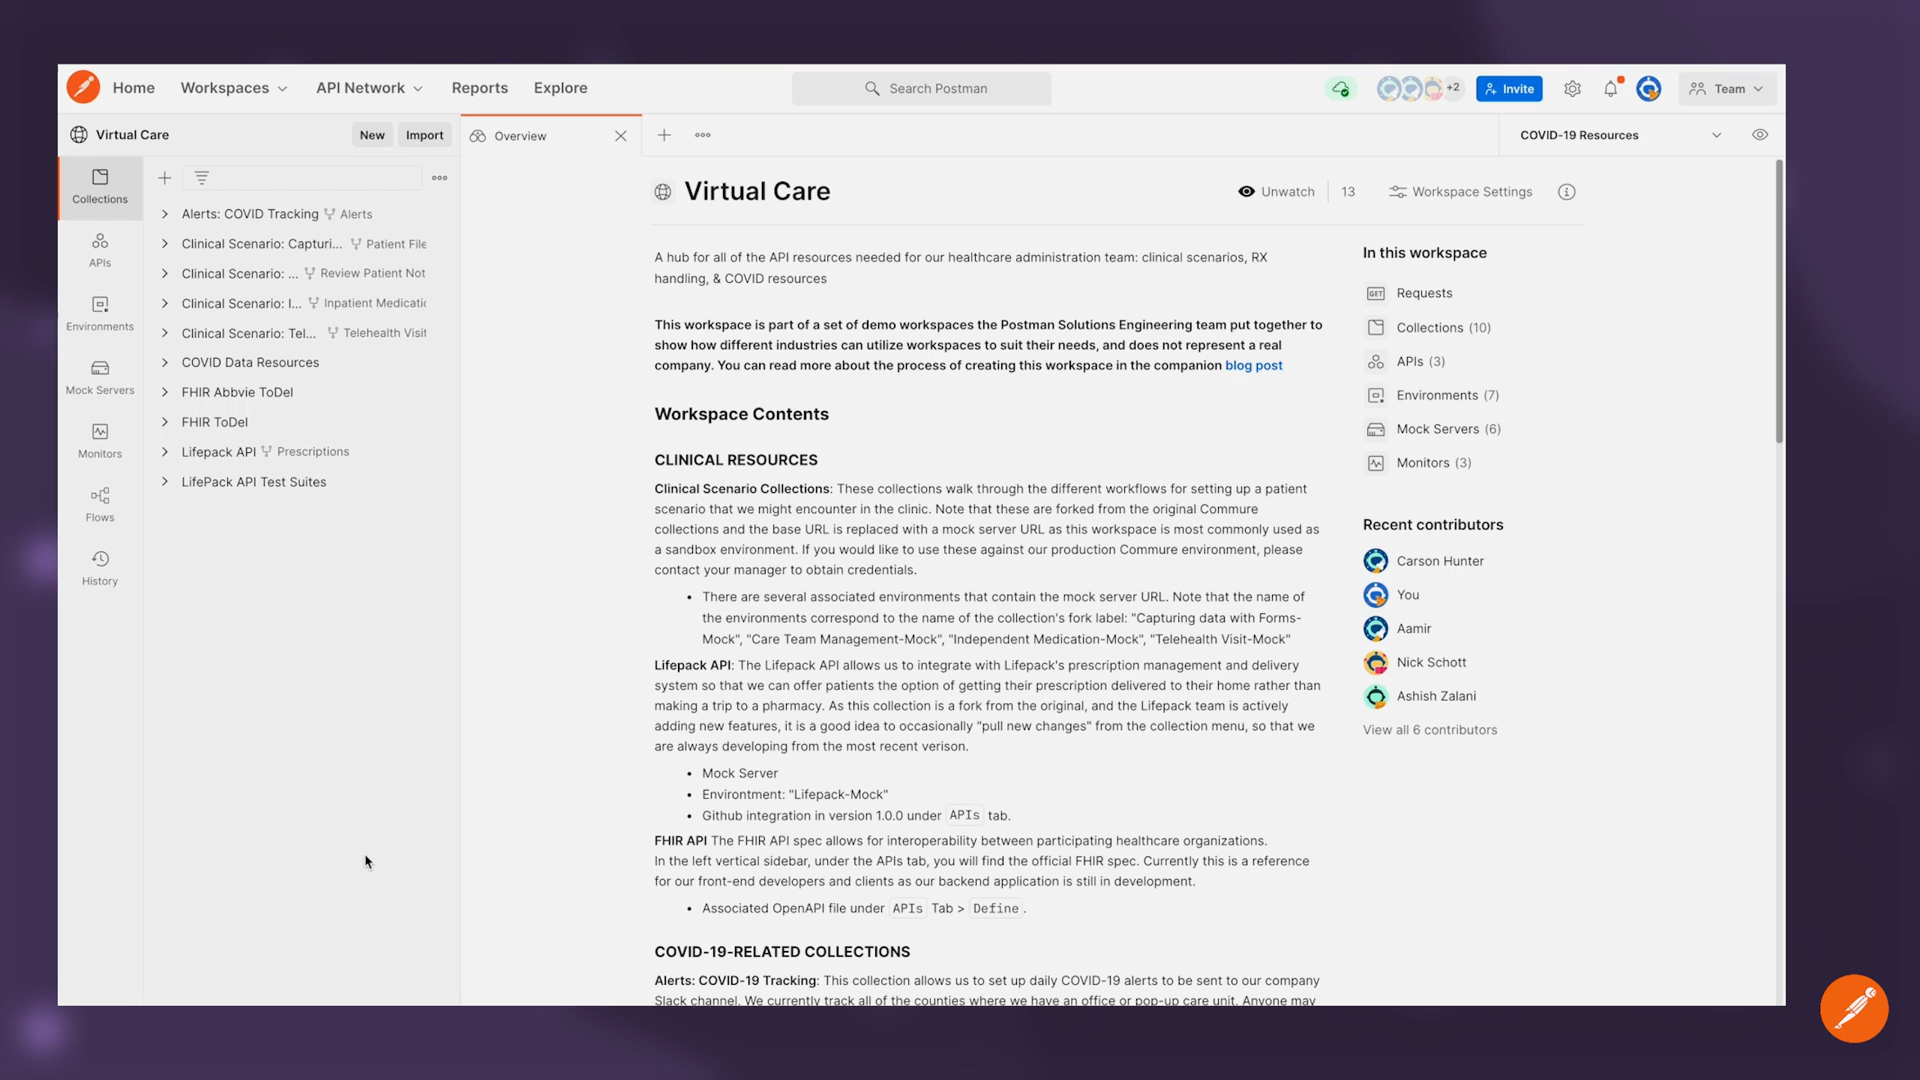 Home Workspaces API Network Reports Explore Search Postman +2 Invite Team
Virtual Care New Import Overview COVID-19 Resources
Collections
APIs
Environments
Mock Servers
Monitors
Flows
History
Alerts: COVID Tracking Alerts
Clinical Scenario: Capturi... Patient File
Clinical Scenario: ... Review Patient Not
Clinical Scenario: I... Inpatient Medicatic
Clinical Scenario: Tel... Telehealth Visit
COVID Data Resources
FHIR Abbvie ToDel
FHIR ToDel
Lifepack API Prescriptions
LifePack API Test Suites
Virtual Care Unwatch 13 Workspace Settings
A hub for all of the API resources needed for our healthcare administration team: clinical scenarios, RX
handling, & COVID resources
This workspace is part of a set of demo workspaces the Postman Solutions Engineering team put together to
show how different industries can utilize workspaces to suit their needs, and does not represent a real
company. You can read more about the process of creating this workspace in the companion blog post
Workspace Contents
CLINICAL RESOURCES
Clinical Scenario Collections: These collections walk through the different workflows for setting up a patient
scenario that we might encounter in the clinic. Note that these are forked from the original Commure
collections and the base URL is replaced with a mock server URL as this workspace is most commonly used as
a sandbox environment. If you would like to use these against our production Commure environment, please
contact your manager to obtain credentials.
• There are several associated environments that contain the mock server URL. Note that the name of
the environments correspond to the name of the collection's fork label: "Capturing data with Forms-
Mock", "Care Team Management-Mock", "Independent Medication-Mock", "Telehealth Visit-Mock"
Lifepack API: The Lifepack API allows us to integrate with Lifepack's prescription management and delivery
system so that we can offer patients the option of getting their prescription delivered to their home rather than
making a trip to a pharmacy. As this collection is a fork from the original, and the Lifepack team is actively
adding new features, it is a good idea to occasionally "pull new changes" from the collection menu, so that we
are always developing from the most recent verison.
• Mock Server
• Environtment: "Lifepack-Mock"
• Github integration in version 1.0.0 under APIs tab.
FHIR API The FHIR API spec allows for interoperability between participating healthcare organizations.
In the left vertical sidebar, under the APIs tab, you will find the official FHIR spec. Currently this is a reference
for our front-end developers and clients as our backend application is still in development.
• Associated OpenAPI file under APIs Tab > Define .
COVID-19-RELATED COLLECTIONS
Alerts: COVID-19 Tracking: This collection allows us to set up daily COVID-19 alerts to be sent to our company
Slack channel. We currently track all of the counties where we have an office or pop-up care unit. Anyone may
In this workspace
GET Requests
Collections (10)
APIs (3)
Environments (7)
Mock Servers (6)
Monitors (3)
Recent contributors
Carson Hunter
You
Aamir
Nick Schott
Ashish Zalani
View all 6 contributors